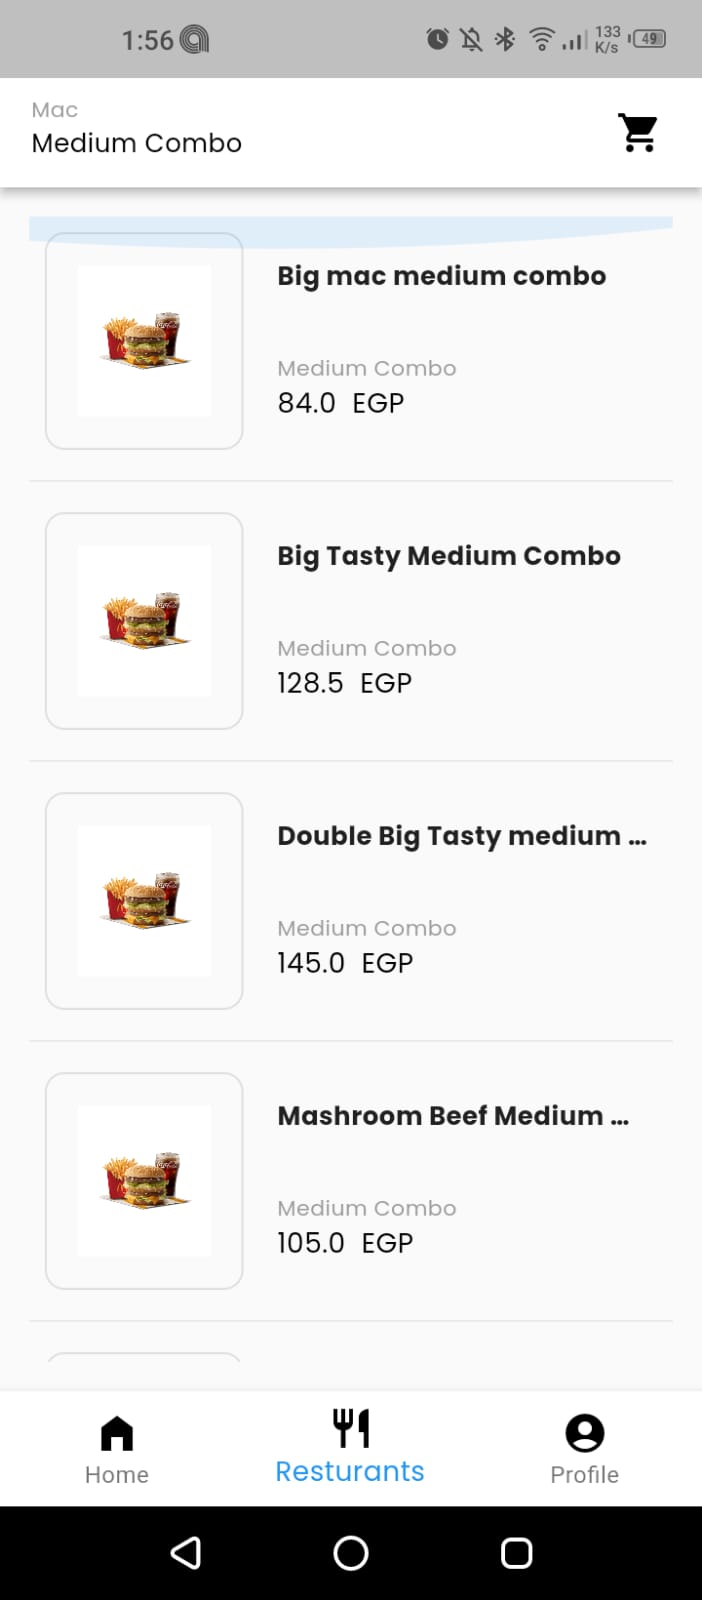 1:56
133
K/s
49
Mac
Medium Combo
Big mac medium combo
Medium Combo
84.0 EGP
Big Tasty Medium Combo
Medium Combo
128.5 EGP
Double Big Tasty medium ...
Medium Combo
145.0 EGP
Mashroom Beef Medium ...
Medium Combo
105.0 EGP
Home
Resturants
Profile